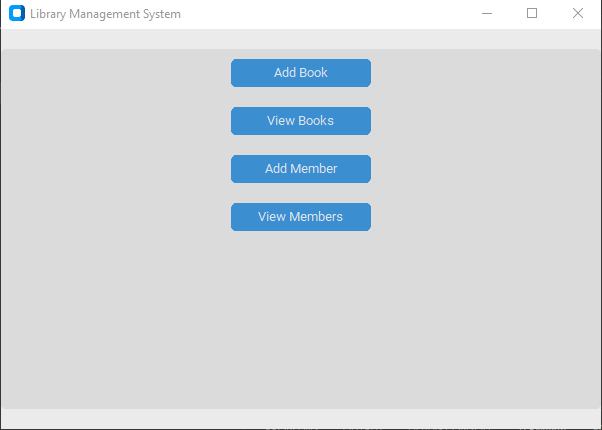 Library Management System
Add Book
View Books
Add Member
View Members